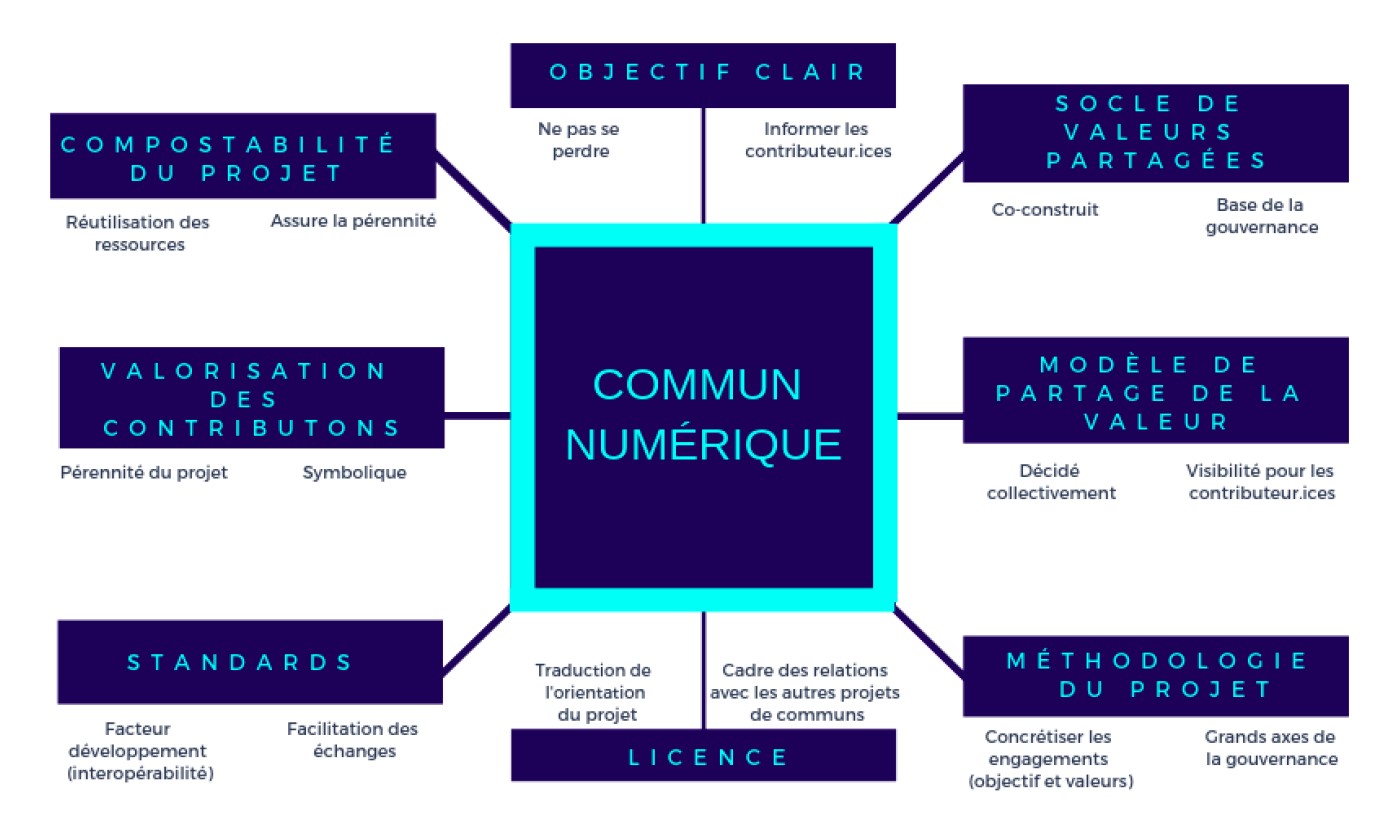 OBJECTIF CLAIR
Ne pas se
perdre
Informer les
contributeur.ices
SOCLE DE
VALEURS
PARTAGÉES
Co-construit
Base de la
gouvernance
COMPOSTABILITÉ
DU PROJET
Réutilisation des
ressources
Assure la pérennité
COMMUN
NUMÉRIQUE
VALORISATION
DES
CONTRIBUTONS
Pérennité du projet
Symbolique
MODÈLE DE
PARTAGE DE LA
VALEUR
Décidé
collectivement
Visibilité pour les
contributeur.ices
STANDARDS
Facteur
développement
(interopérabilité)
Facilitation des
échanges
Traduction de
l'orientation
du projet
Cadre des relations
avec les autres projets
de communs
LICENCE
MÉTHODOLOGIE
DU PROJET
Concrétiser les
engagements
(objectif et valeurs)
Grands axes de
la gouvernance